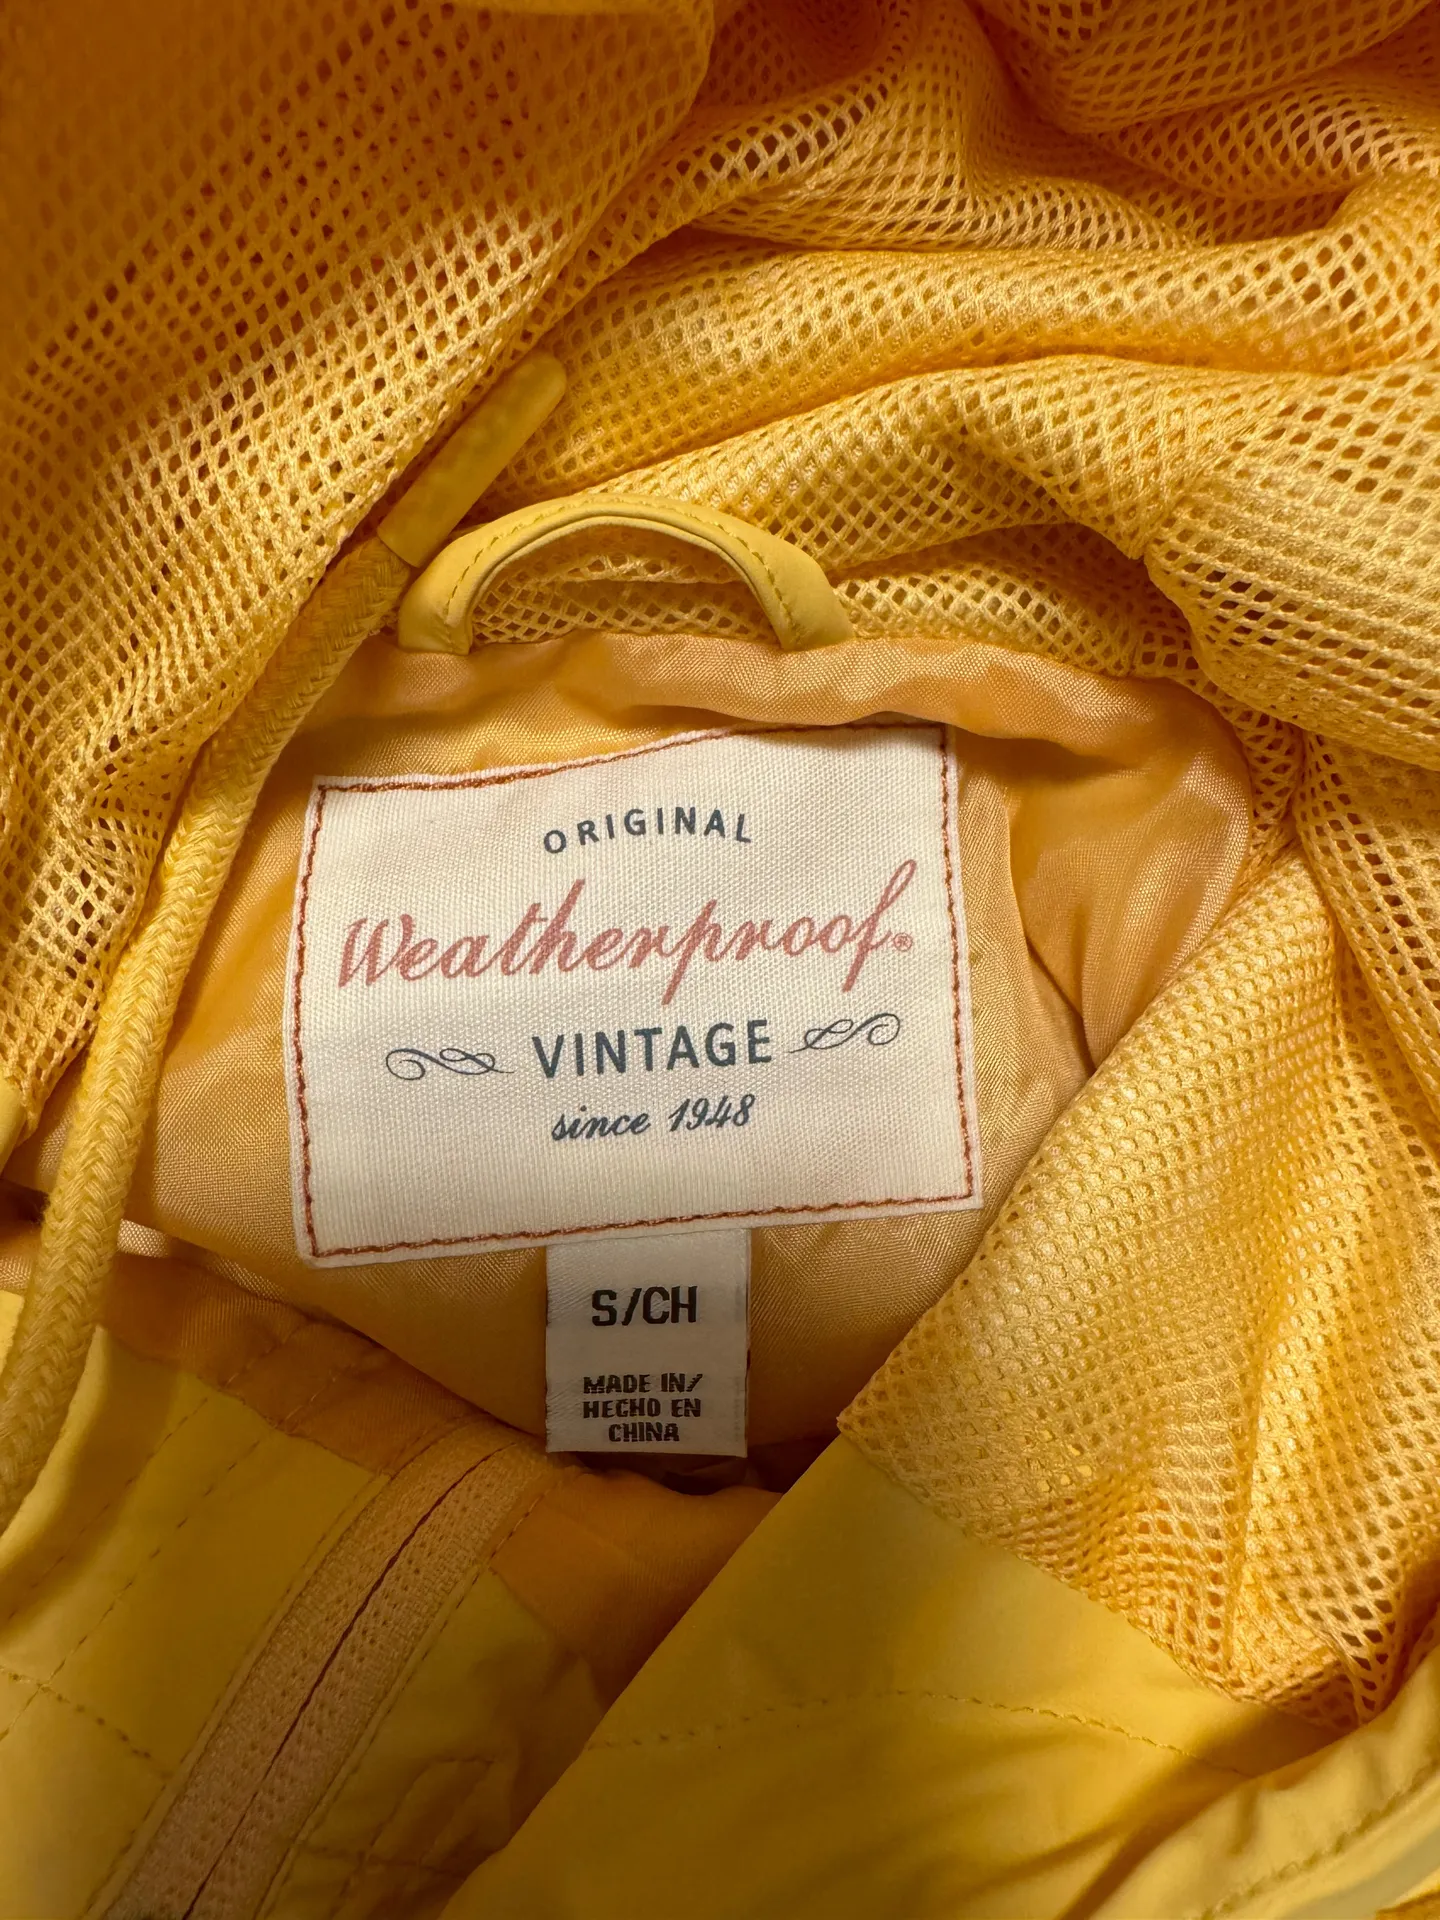 ORIGINAL
Weatherproof®
VINTAGE
since 1948
S/CH
MADE IN/
HECHO EN
CHINA